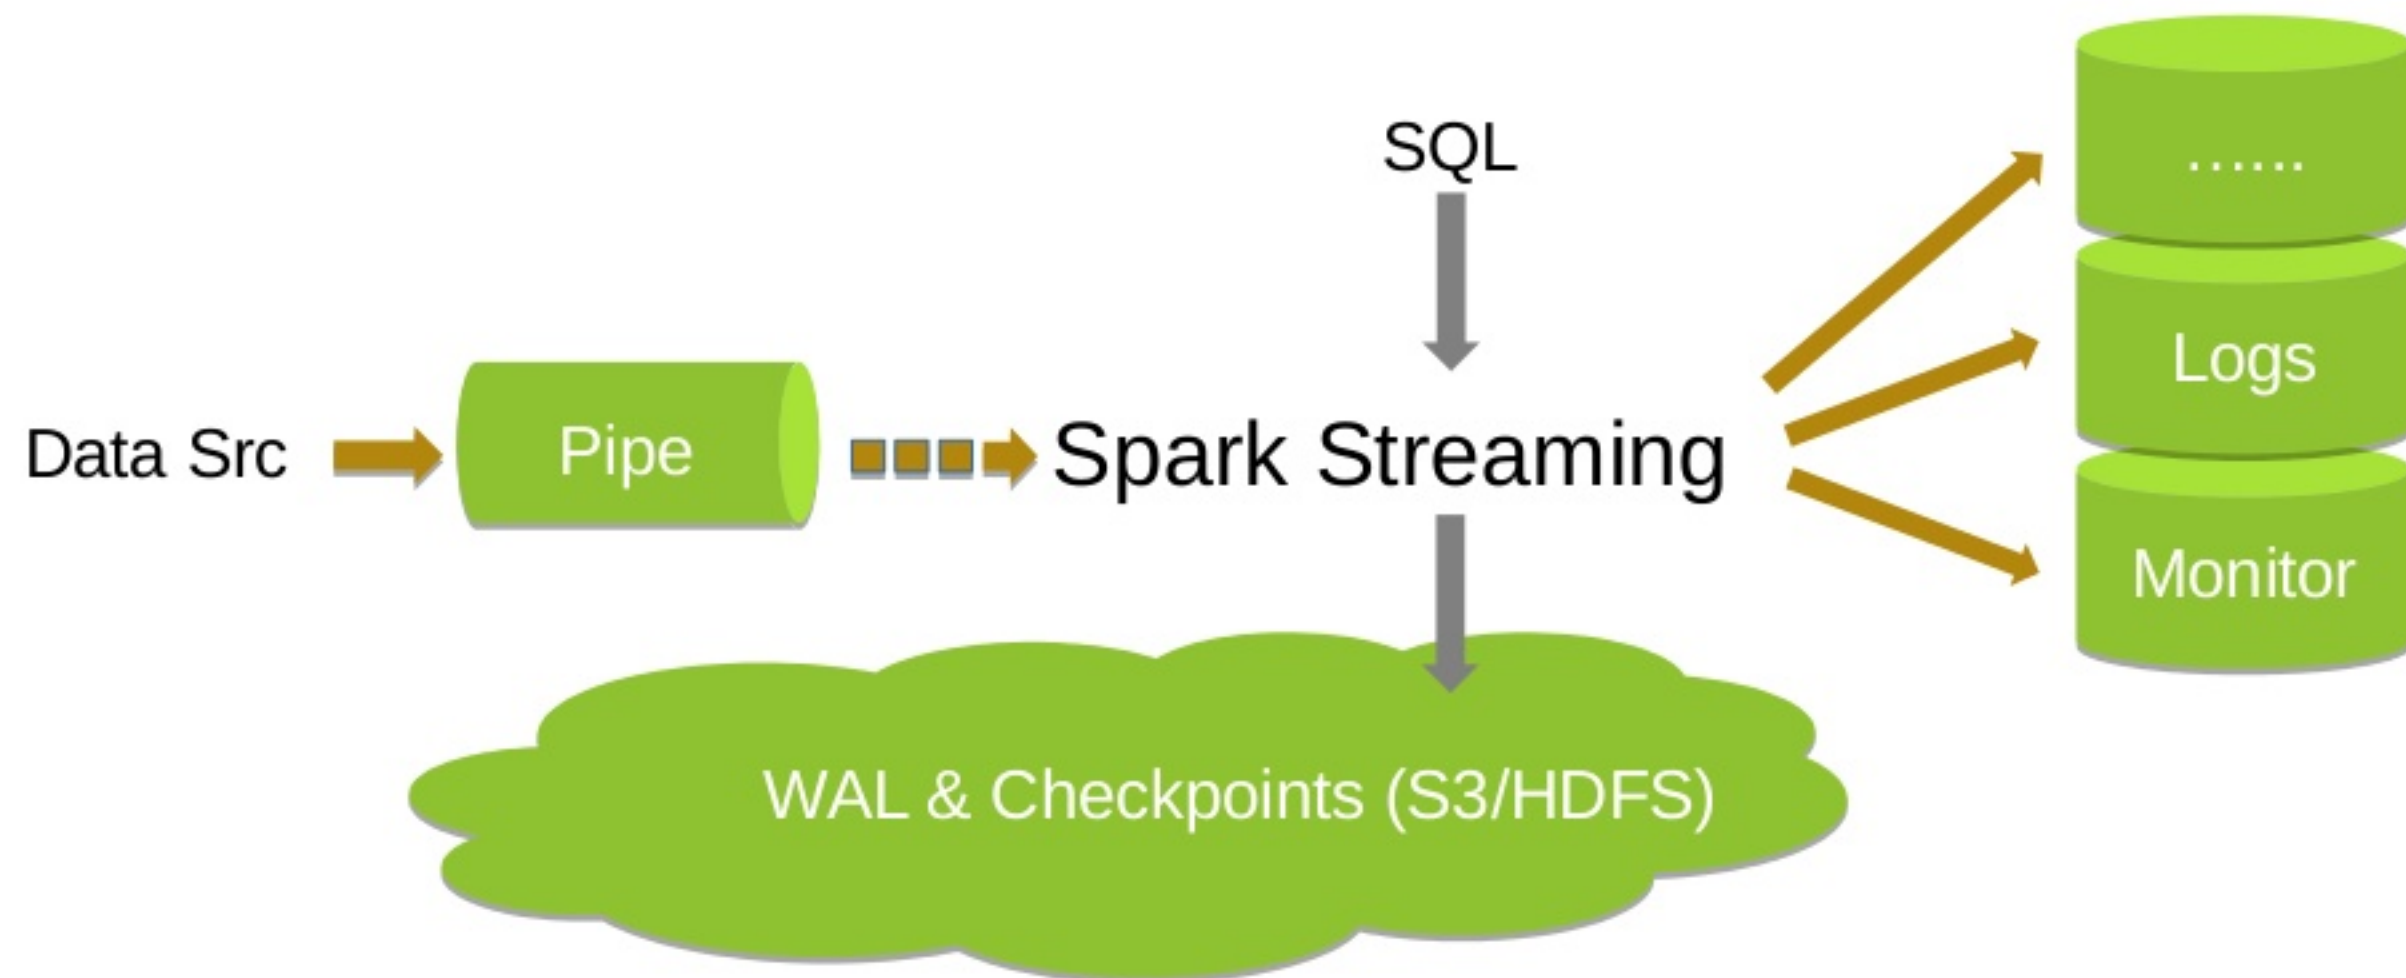 SQL
......
Logs
Data Src
Pipe
Spark Streaming
Monitor
WAL & Checkpoints (S3/HDFS)